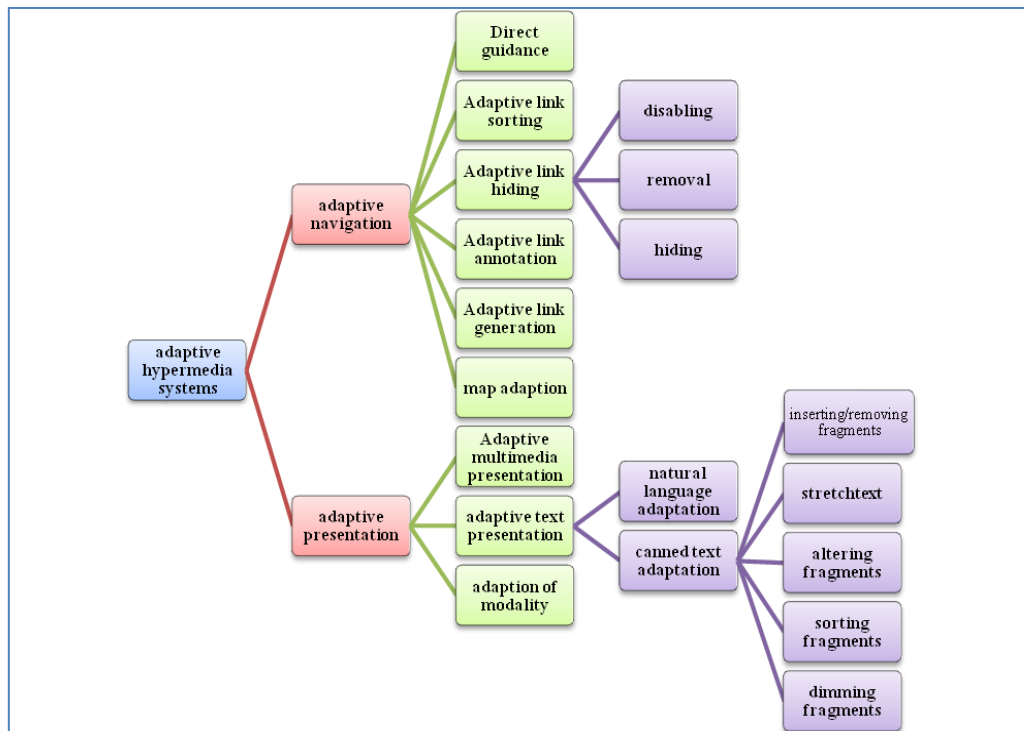 Direct
guidance
Adaptive link
sorting
disabling
Adaptive link
hiding
removal
adaptive
navigation
Adaptive link
annotation
hiding
Adaptive link
generation
adaptive
hypermedia
systems
map adaption
inserting/removing
fragments
Adaptive
multimedia
presentation
natural
language
adaptation
stretchtext
adaptive
presentation
adaptive text
presentation
canned text
adaptation
altering
fragments
adaption of
modality
sorting
fragments
dimming
fragments